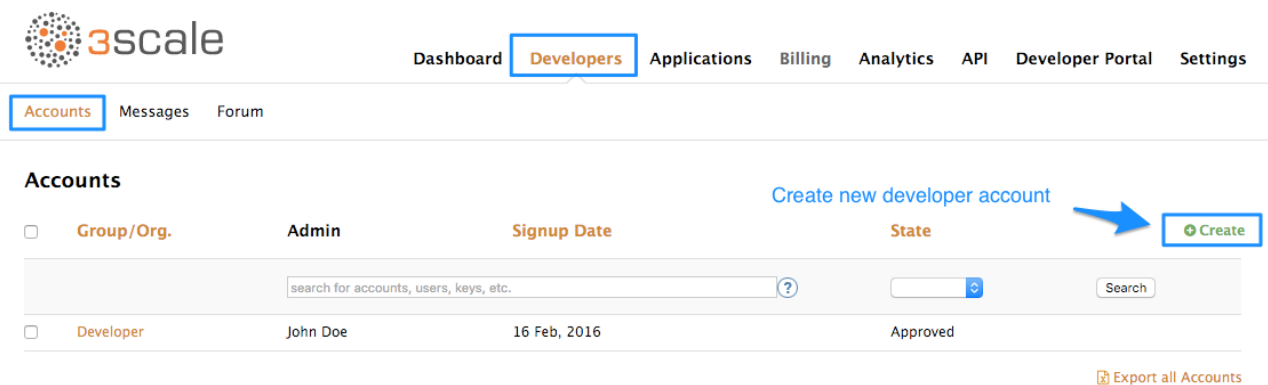 3scale
Dashboard Developers Applications Billing Analytics API Developer Portal Settings
Accounts Messages Forum
Accounts
Create new developer account
Group/Org. Admin Signup Date State Create
search for accounts, users, keys, etc. ? Search
Developer John Doe 16 Feb, 2016 Approved
Export all Accounts